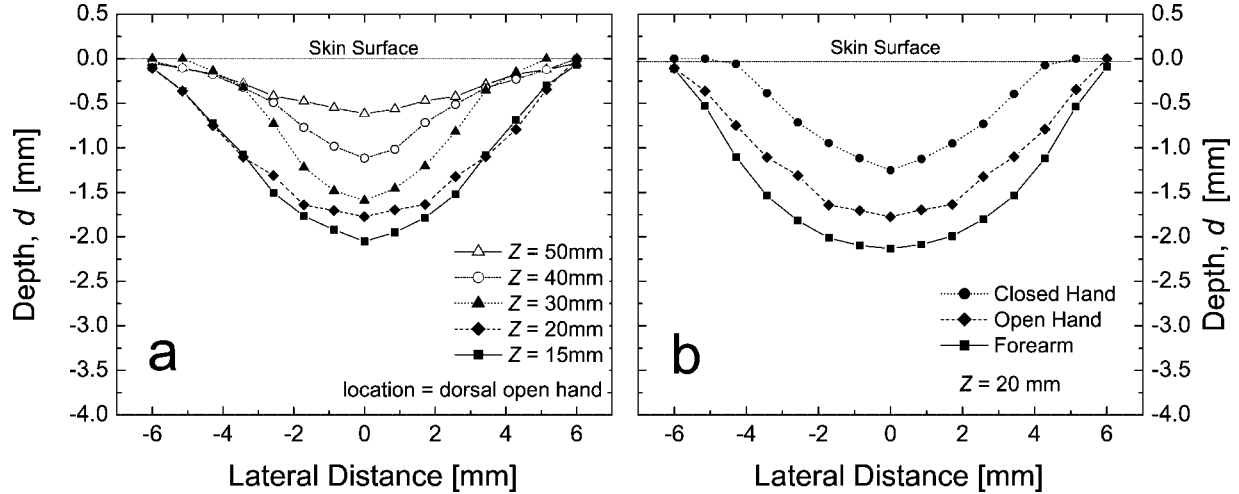 0.5
0.0
-0.5
-1.0
-1.5
-2.0
-2.5
-3.0
-3.5
-4.0
Depth, d [mm]
Skin Surface
Z = 50mm
Z = 40mm
Z = 30mm
Z = 20mm
Z = 15mm
a
location = dorsal open hand
-6 -4 -2 0 2 4 6
Lateral Distance [mm]
Skin Surface
Closed Hand
Open Hand
Forearm
b
Z = 20 mm
-6 -4 -2 0 2 4 6
Lateral Distance [mm]
0.5
0.0
-0.5
-1.0
-1.5
-2.0
-2.5
-3.0
-3.5
-4.0
Depth, d [mm]